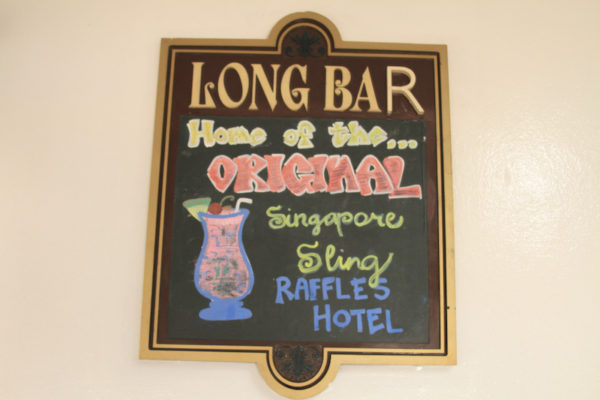 LONG BAR
Home of the...
ORIGINAL
Singapore
Sling
RAFFLES
HOTEL